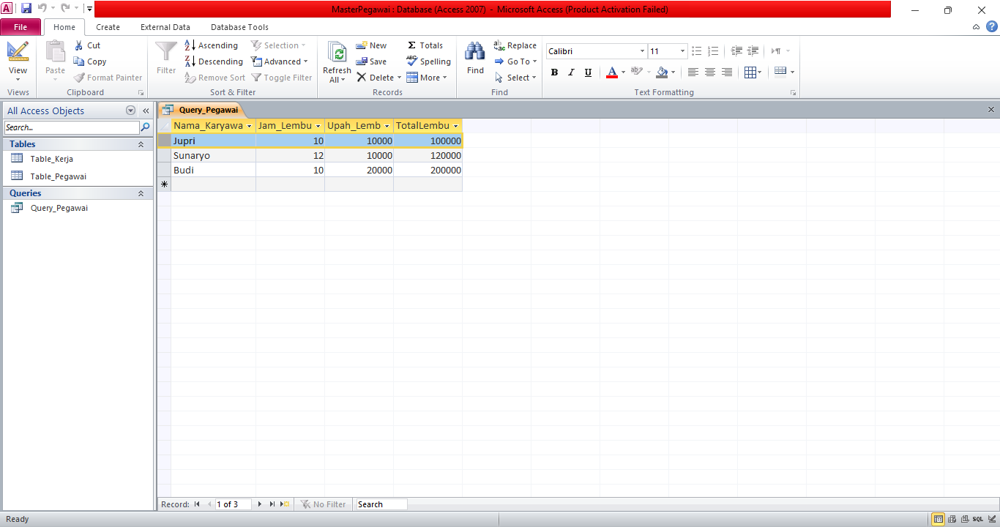 MasterPegawai : Database (Access 2007) - Microsoft Access (Product Activation Failed)
File Home Create External Data Database Tools
View
Views
Paste
Cut
Copy
Format Painter
Clipboard
Filter
Ascending
Descending
Remove Sort
Selection
Advanced
Toggle Filter
Sort & Filter
Refresh
All
New
Save
Delete
Totals
Spelling
More
Records
Find
Replace
Go To
Select
Find
Calibri 11
B I U A
Text Formatting
All Access Objects
Search...
Tables
Table_Kerja
Table_Pegawai
Queries
Query_Pegawai
Query_Pegawai
Nama_Karyawa Jam_Lembu Upah_Lemb TotalLembu
Jupri 10 10000 100000
Sunaryo 12 10000 120000
Budi 10 20000 200000
Record: 1 of 3 No Filter Search
Ready SQL